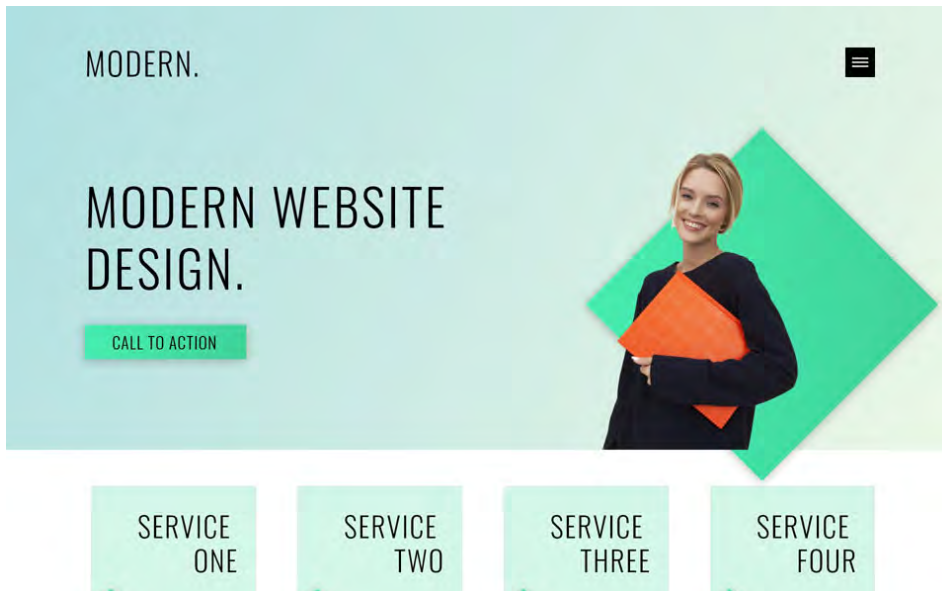 MODERN.
MODERN WEBSITE
DESIGN.
CALL TO ACTION
SERVICE
ONE
SERVICE
TWO
SERVICE
THREE
SERVICE
FOUR